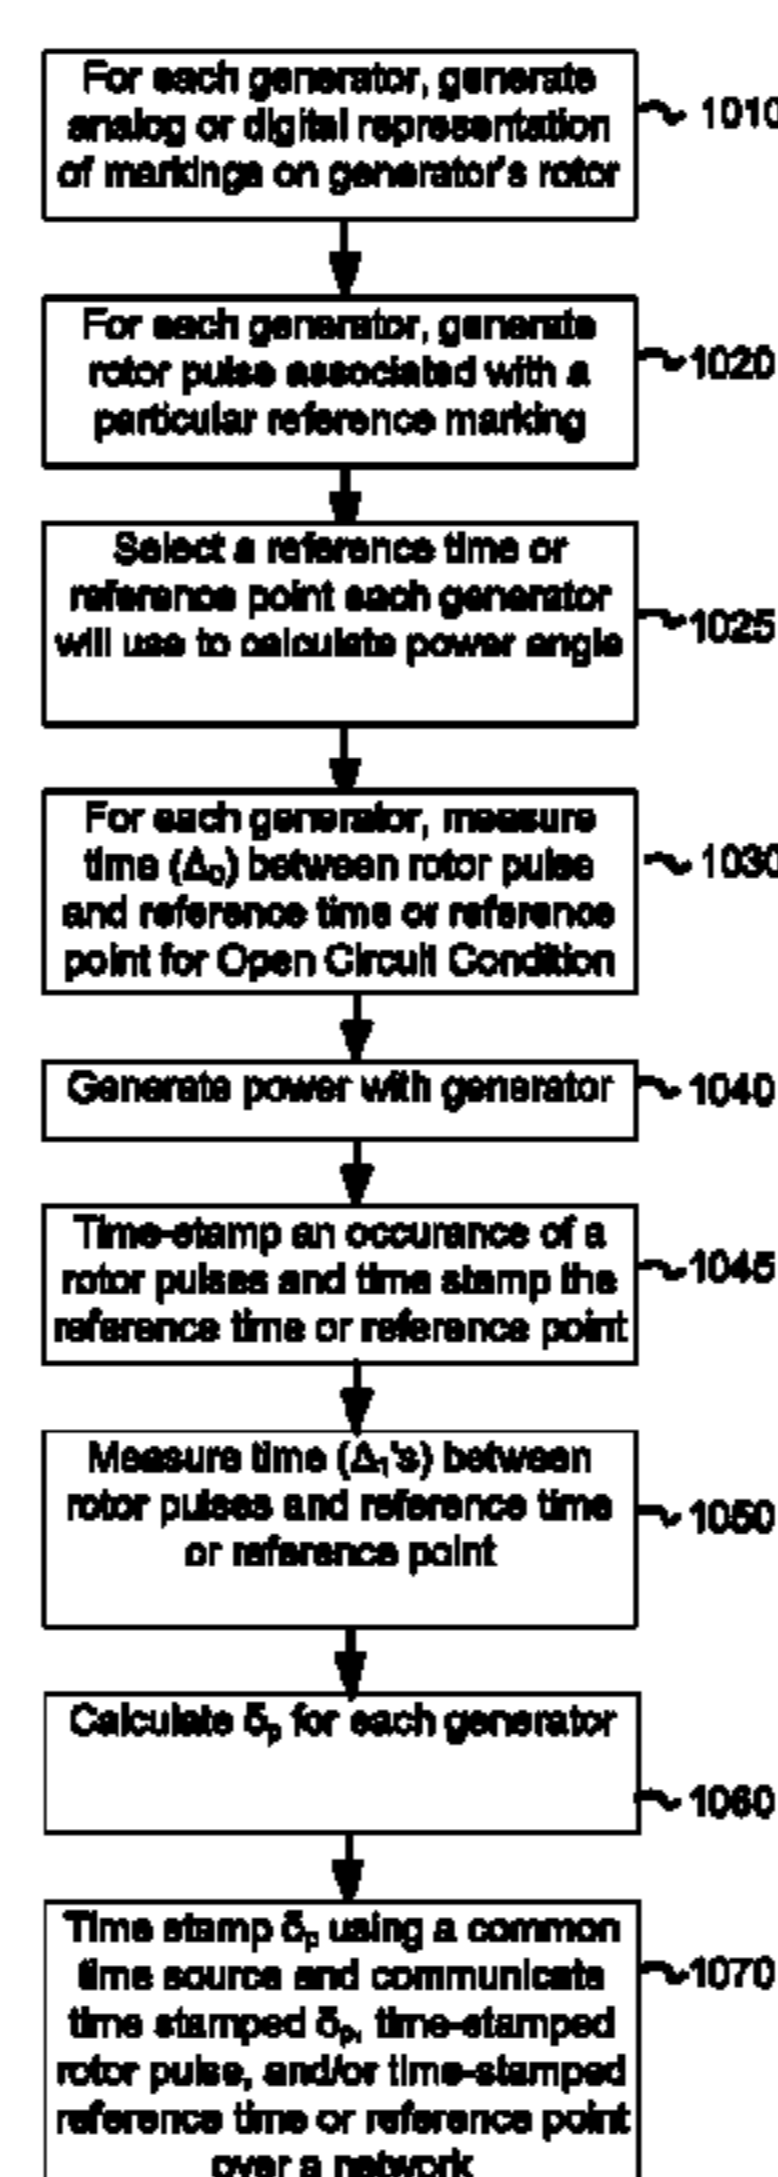 For each generator, generate
analog or digital representation
of markings on generator's rotor
1010
For each generator, generate
rotor pulse associated with a
particular reference marking
1020
Select a reference time or
reference point each generator
will use to calculate power angle
1025
For each generator, measure
time (Δ₀) between rotor pulse
and reference time or reference
point for Open Circuit Condition
1030
Generate power with generator
1040
Time-stamp an occurance of a
rotor pulses and time stamp the
reference time or reference point
1045
Measure time (Δ₁'s) between
rotor pulses and reference time
or reference point
1050
Calculate δₚ for each generator
1060
Time stamp δₚ using a common
time source and communicate
time stamped δₚ, time-stamped
rotor pulse, and/or time-stamped
reference time or reference point
over a network
1070